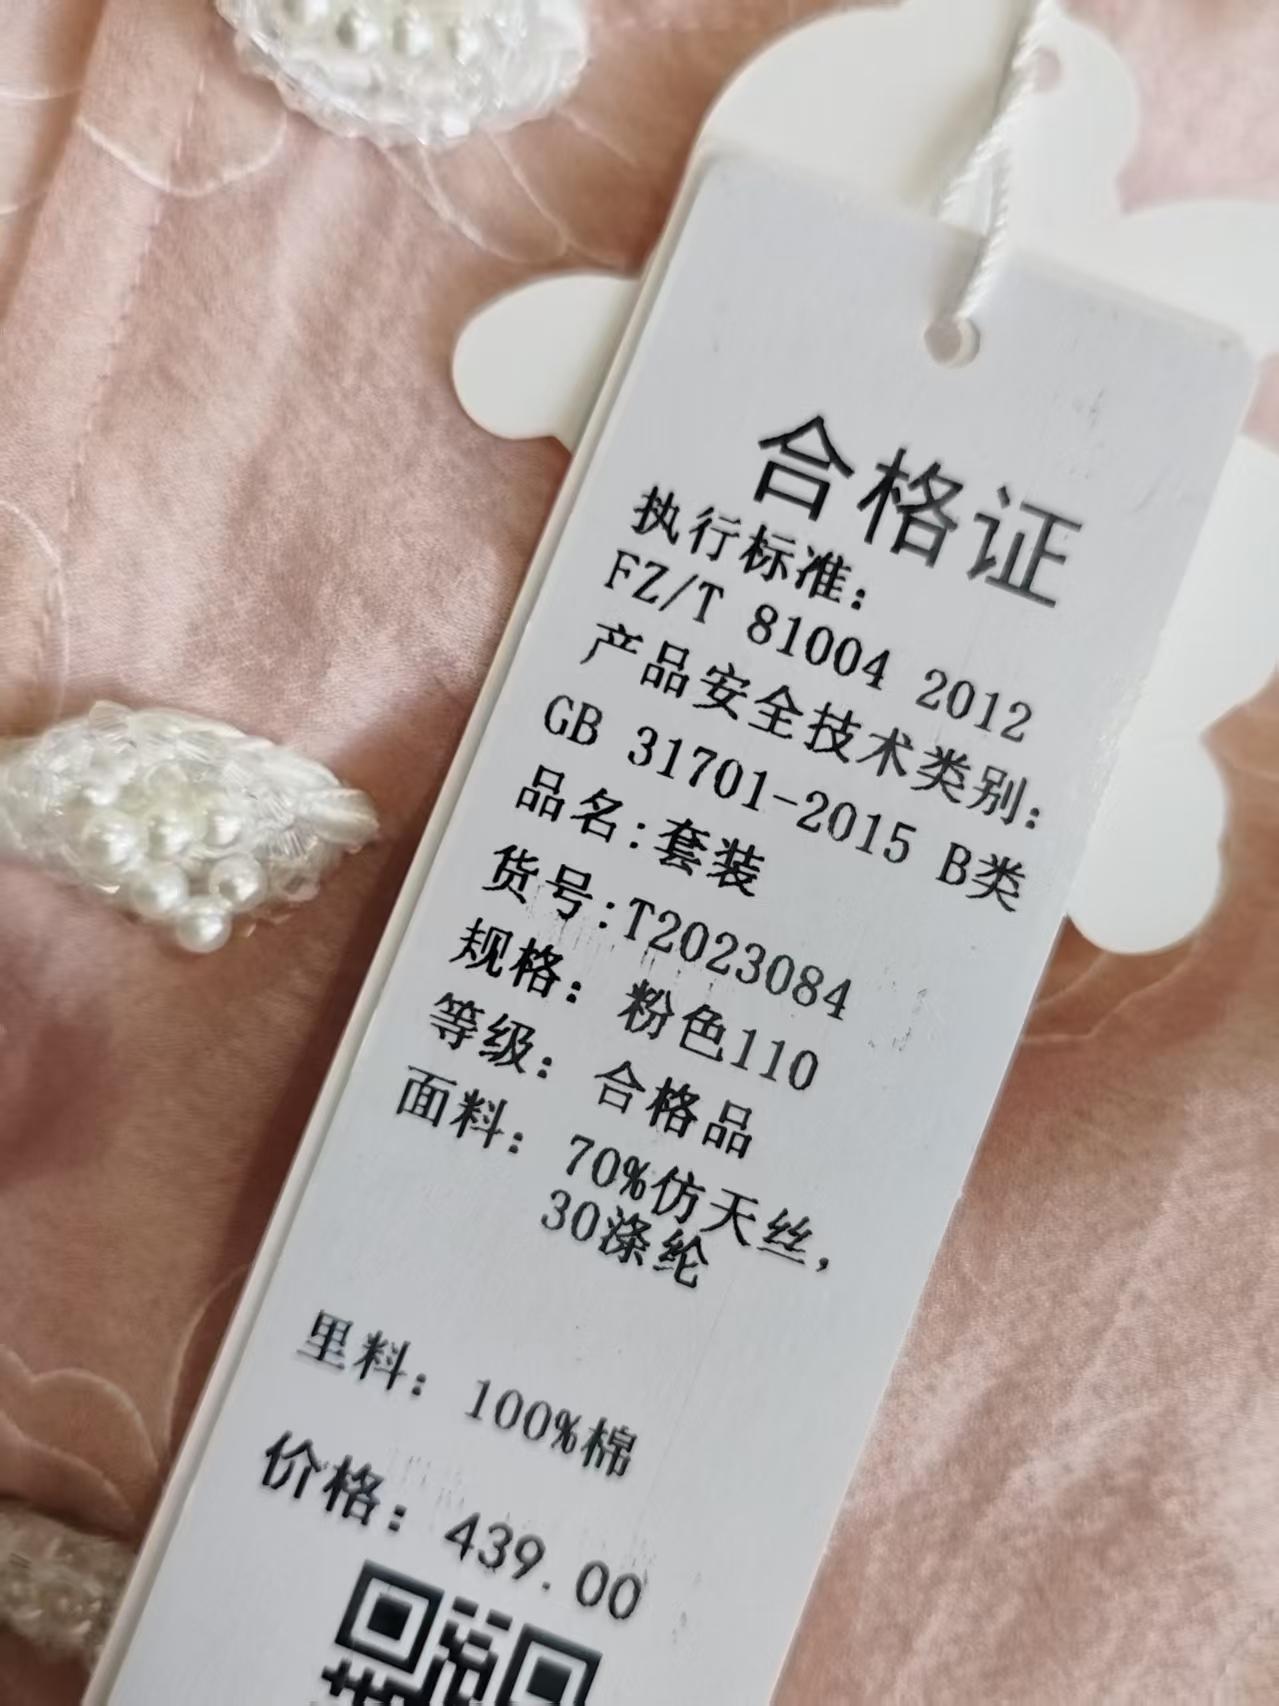 合格证
执行标准:
FZ/T 81004 2012
产品安全技术类别:
GB 31701-2015 B类
品名:套装
货号:T2023084
规格: 粉色110
等级: 合格品
面料: 70%仿天丝,
30涤纶
里料: 100%棉
价格: 439.00